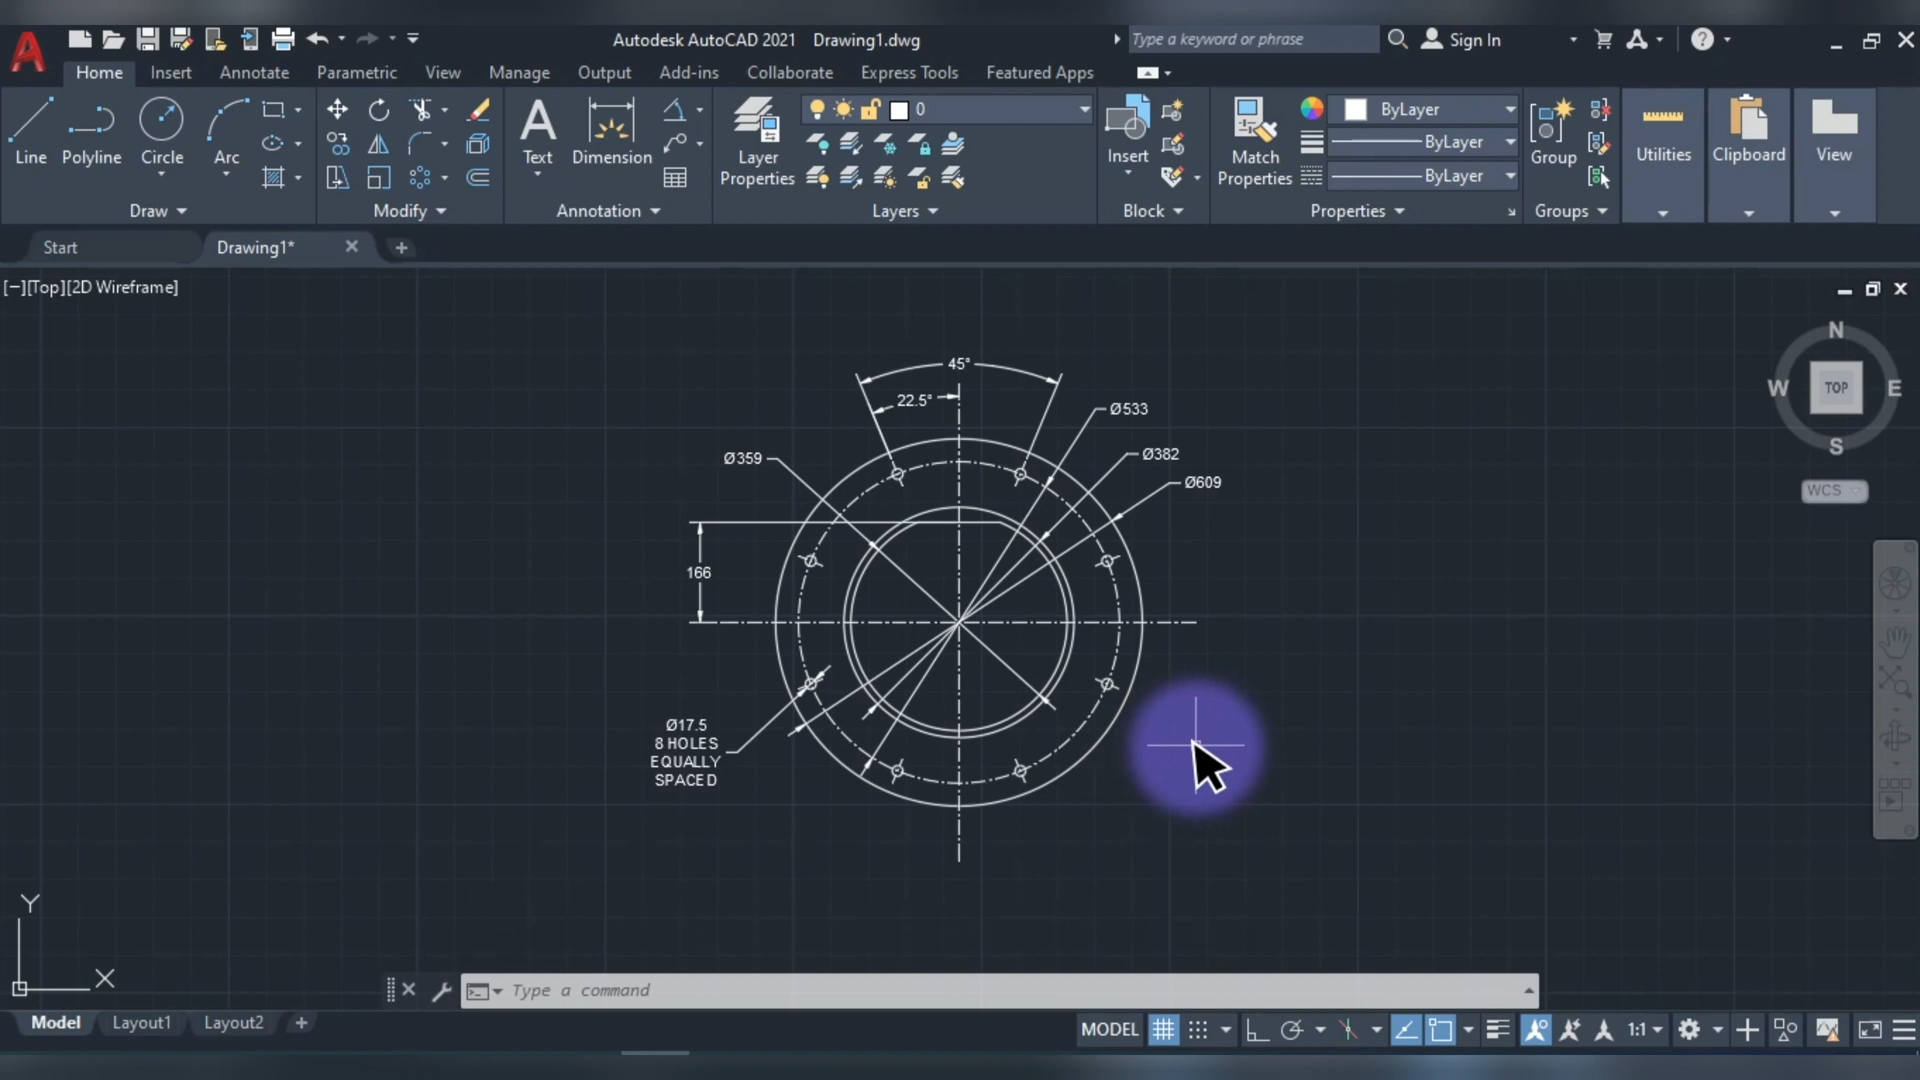 Autodesk AutoCAD 2021 Drawing1.dwg
Type a keyword or phrase
Sign In
Home Insert Annotate Parametric View Manage Output Add-ins Collaborate Express Tools Featured Apps
Line
Polyline
Circle
Arc
Text
Dimension
Layer
Properties
0
Insert
Match
Properties
ByLayer
ByLayer
ByLayer
Group
Utilities
Clipboard
View
Draw
Modify
Annotation
Layers
Block
Properties
Groups
Start
Drawing1*
[−][Top][2D Wireframe]
N
W
TOP
E
S
WCS
45°
22.5°
Ø533
Ø359
Ø382
Ø609
166
Ø17.5
8 HOLES
EQUALLY
SPACED
Y
X
Type a command
Model
Layout1
Layout2
MODEL
1:1